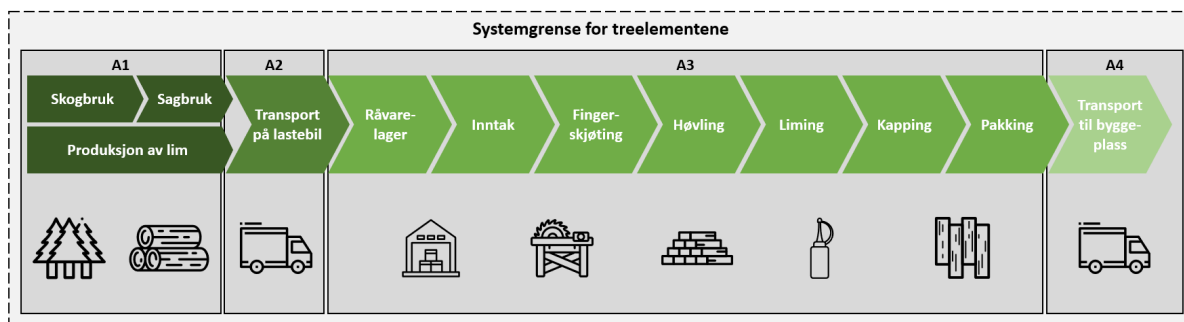 Systemgrense for treelementene
A1
A2
A3
A4
Skogbruk
Sagbruk
Produksjon av lim
Transport
på lastebil
Råvare-
lager
Inntak
Finger-
skjøting
Høvling
Liming
Kapping
Pakking
Transport
til bygge-
plass